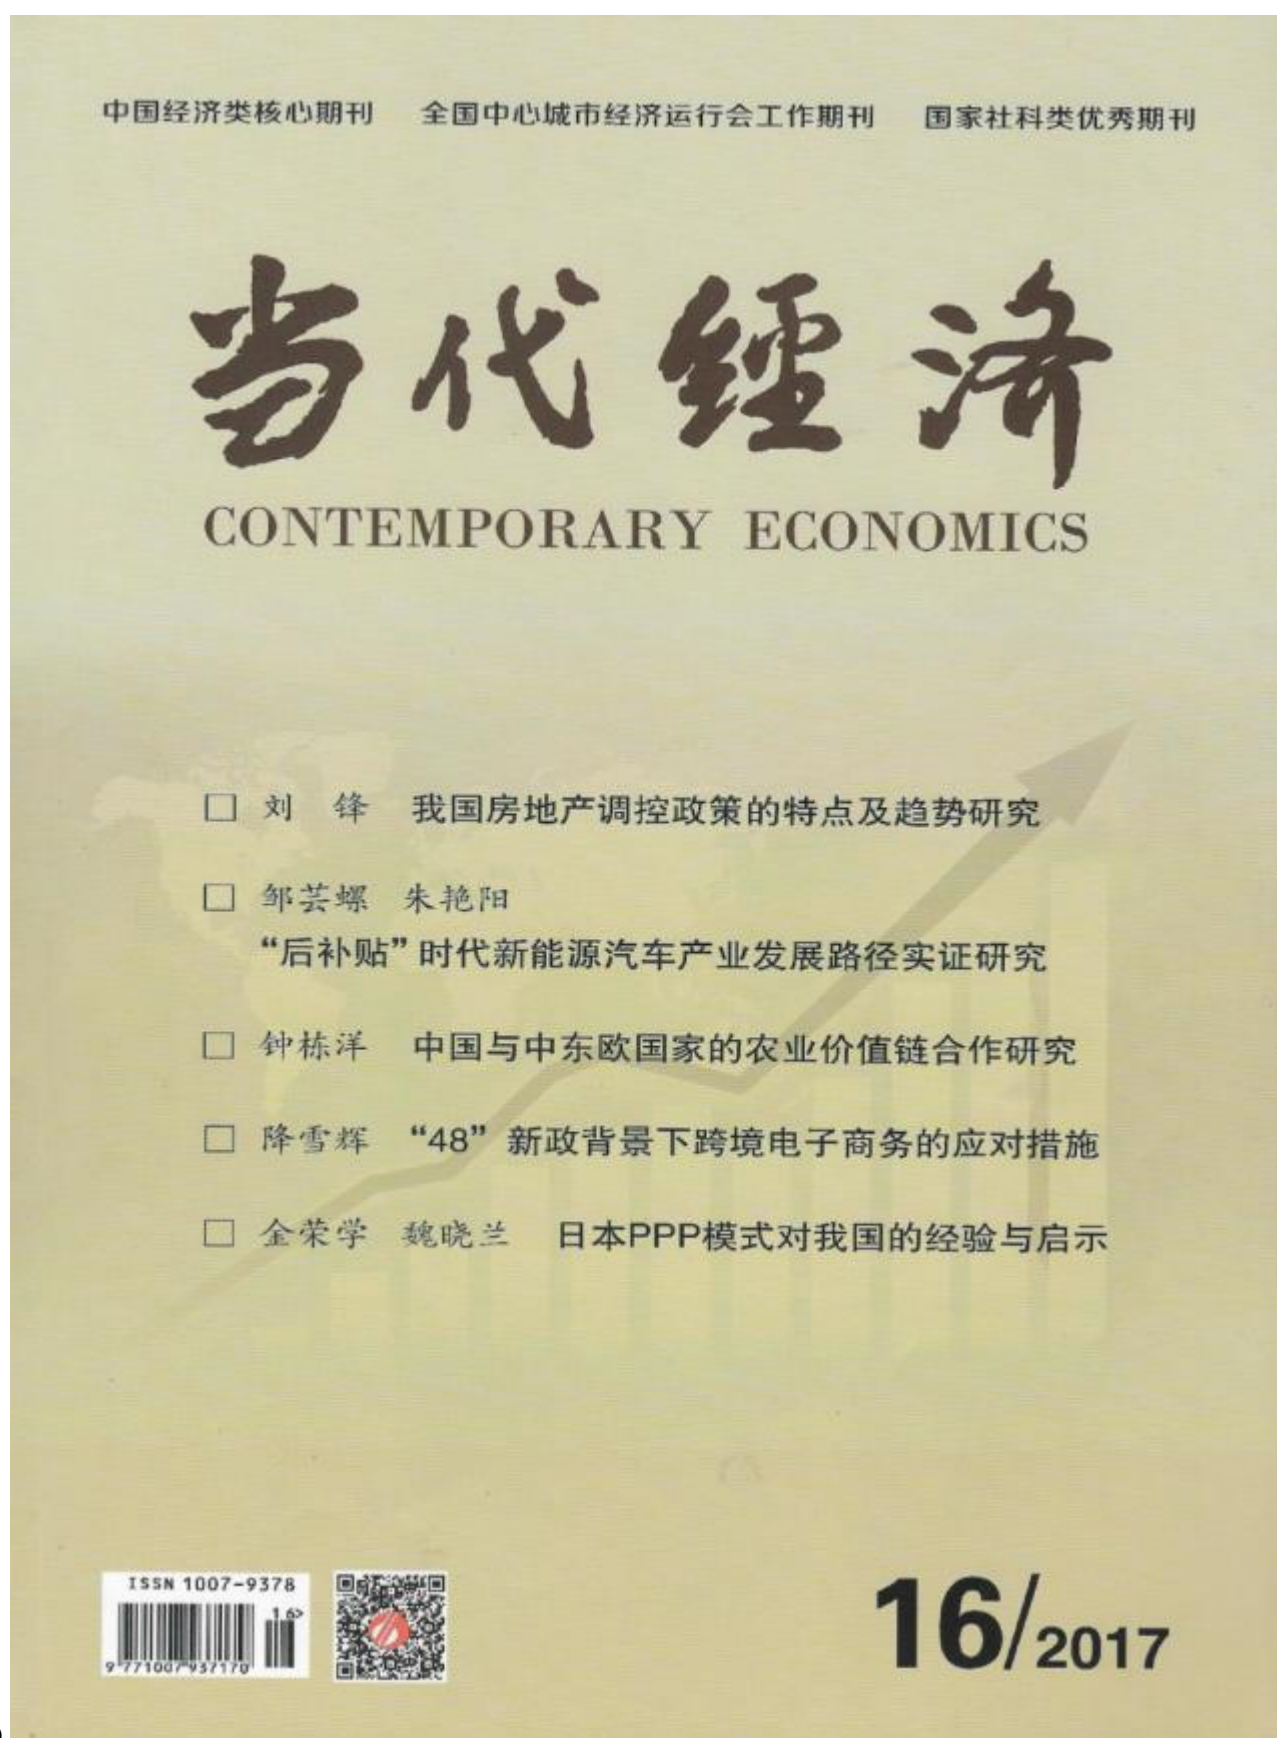 中国经济类核心期刊 全国中心城市经济运行会工作期刊 国家社科类优秀期刊
当代經済
CONTEMPORARY ECONOMICS
□ 刘 锋 我国房地产调控政策的特点及趋势研究
□ 邹芸螺 朱艳阳
“后补贴”时代新能源汽车产业发展路径实证研究
□ 钟栋洋 中国与中东欧国家的农业价值链合作研究
□ 降雪辉 “48”新政背景下跨境电子商务的应对措施
□ 金荣学 魏晓兰 日本PPP模式对我国的经验与启示
ISSN 1007-9378
16>
9 771007 937170
16/2017